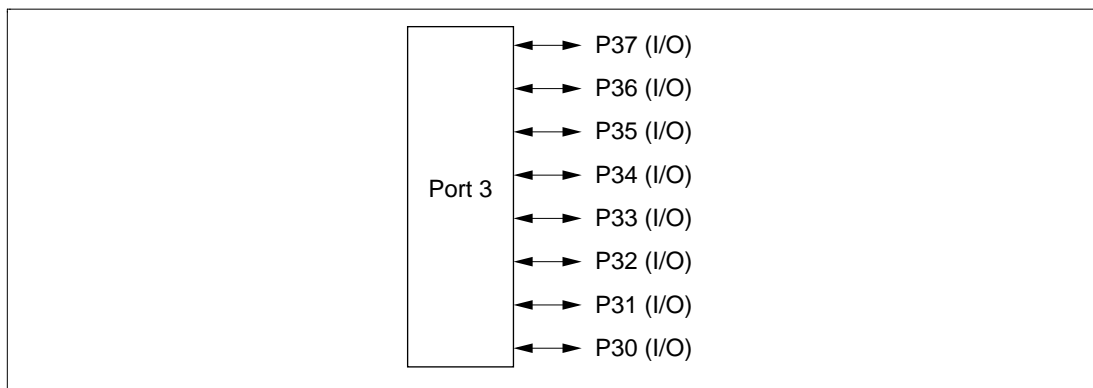 P37 (I/O)
P36 (I/O)
P35 (I/O)
P34 (I/O)
Port 3
P33 (I/O)
P32 (I/O)
P31 (I/O)
P30 (I/O)